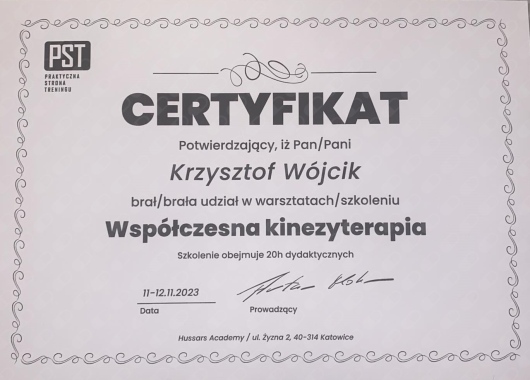 PST
PRAKTYCZNA
STRONA
TRENINGU
CERTYFIKAT
Potwierdzający, iż Pan/Pani
Krzysztof Wójcik
brał/brała udział w warsztatach/szkoleniu
Współczesna kinezyterapia
Szkolenie obejmuje 20h dydaktycznych
11-12.11.2023
Data
Prowadzący
Hussars Academy / ul. Żyzna 2, 40-314 Katowice